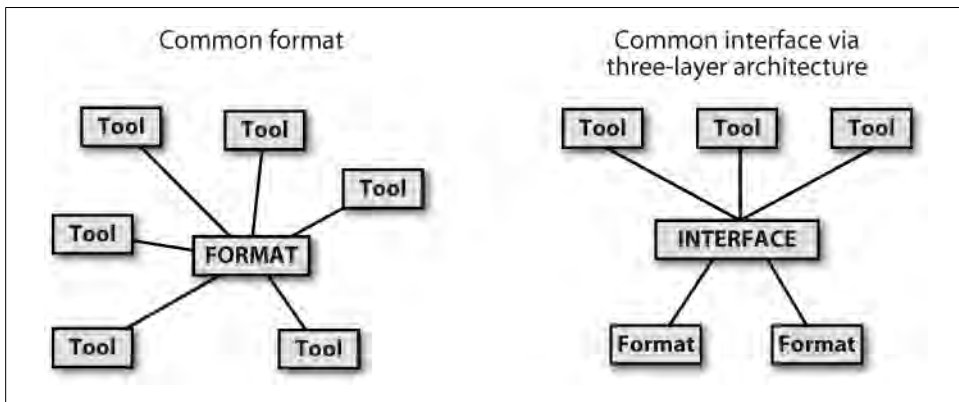 Common format
Tool
Tool
Tool
Tool
FORMAT
Tool
Tool
Common interface via
three-layer architecture
Tool
Tool
Tool
INTERFACE
Format
Format